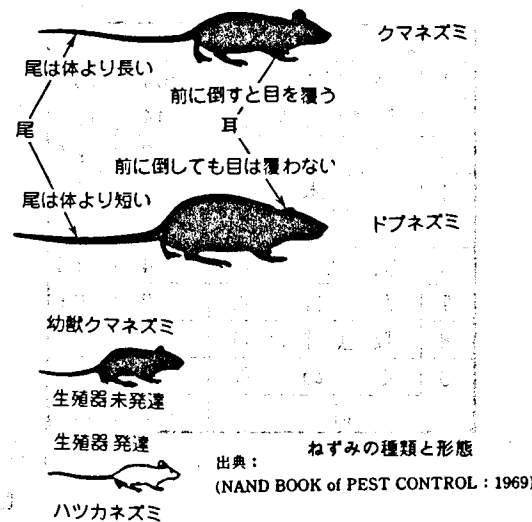 クマネズミ
尾は体より長い
前に倒すと目を覆う
尾
耳
前に倒しても目は覆わない
尾は体より短い
ドブネズミ
幼獣クマネズミ
生殖器未発達
生殖器発達
ハツカネズミ
ねずみの種類と形態
出典：
(NAND BOOK of PEST CONTROL：1969)